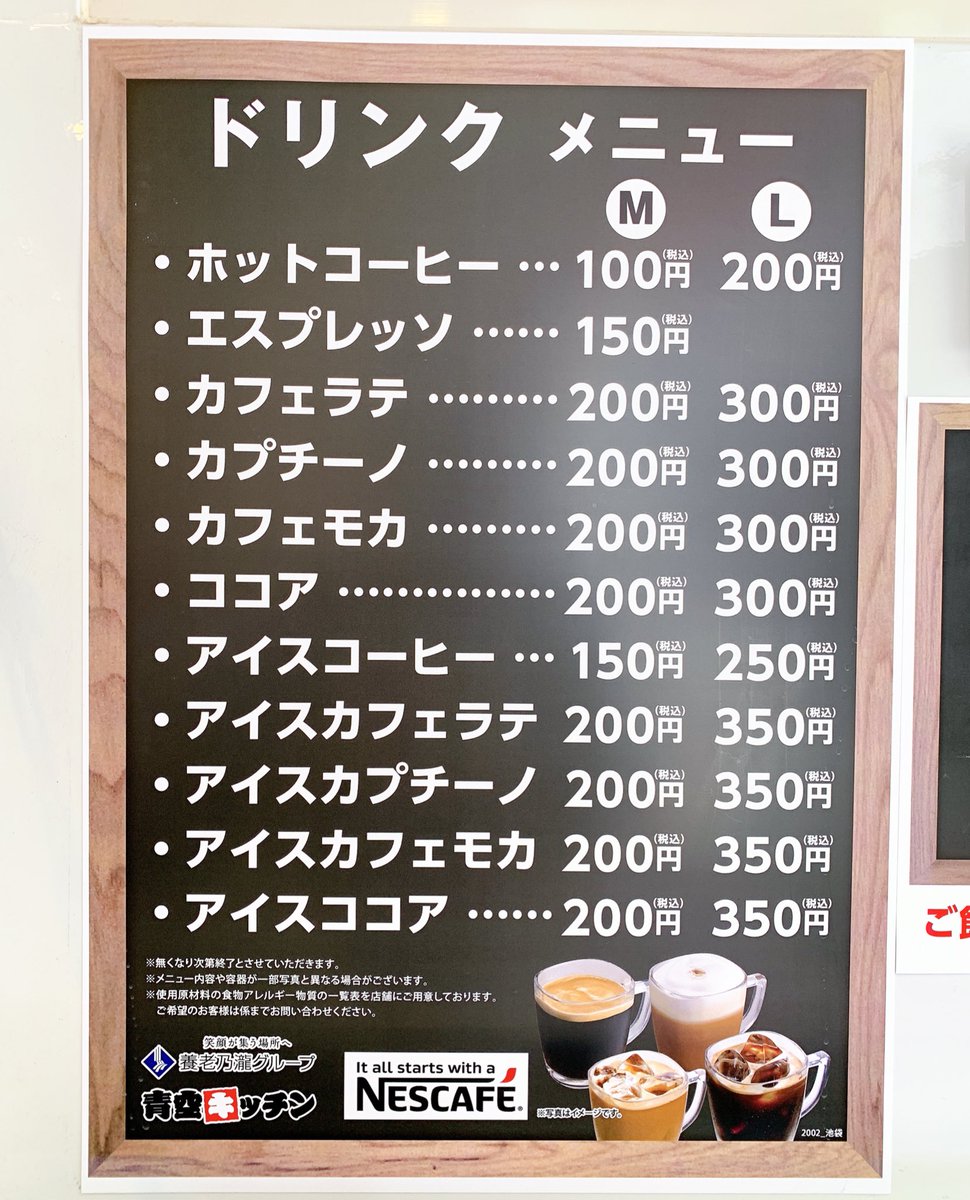 ドリンク メニュー
M L
・ホットコーヒー … 100円(税込) 200円(税込)
・エスプレッソ …… 150円(税込)
・カフェラテ ……… 200円(税込) 300円(税込)
・カプチーノ ……… 200円(税込) 300円(税込)
・カフェモカ ……… 200円(税込) 300円(税込)
・ココア …………… 200円(税込) 300円(税込)
・アイスコーヒー … 150円(税込) 250円(税込)
・アイスカフェラテ 200円(税込) 350円(税込)
・アイスカプチーノ 200円(税込) 350円(税込)
・アイスカフェモカ 200円(税込) 350円(税込)
・アイスココア …… 200円(税込) 350円(税込)
※無くなり次第終了とさせていただきます。
※メニュー内容や容器が一部写真と異なる場合がございます。
※使用原材料の食物アレルギー物質の一覧表を店舗にご用意しております。
ご希望のお客様は係までお問い合わせください。
笑顔が集う場所へ
養老乃瀧グループ
青空キッチン
It all starts with a
NESCAFÉ®
※写真はイメージです。
2002_池袋
ご